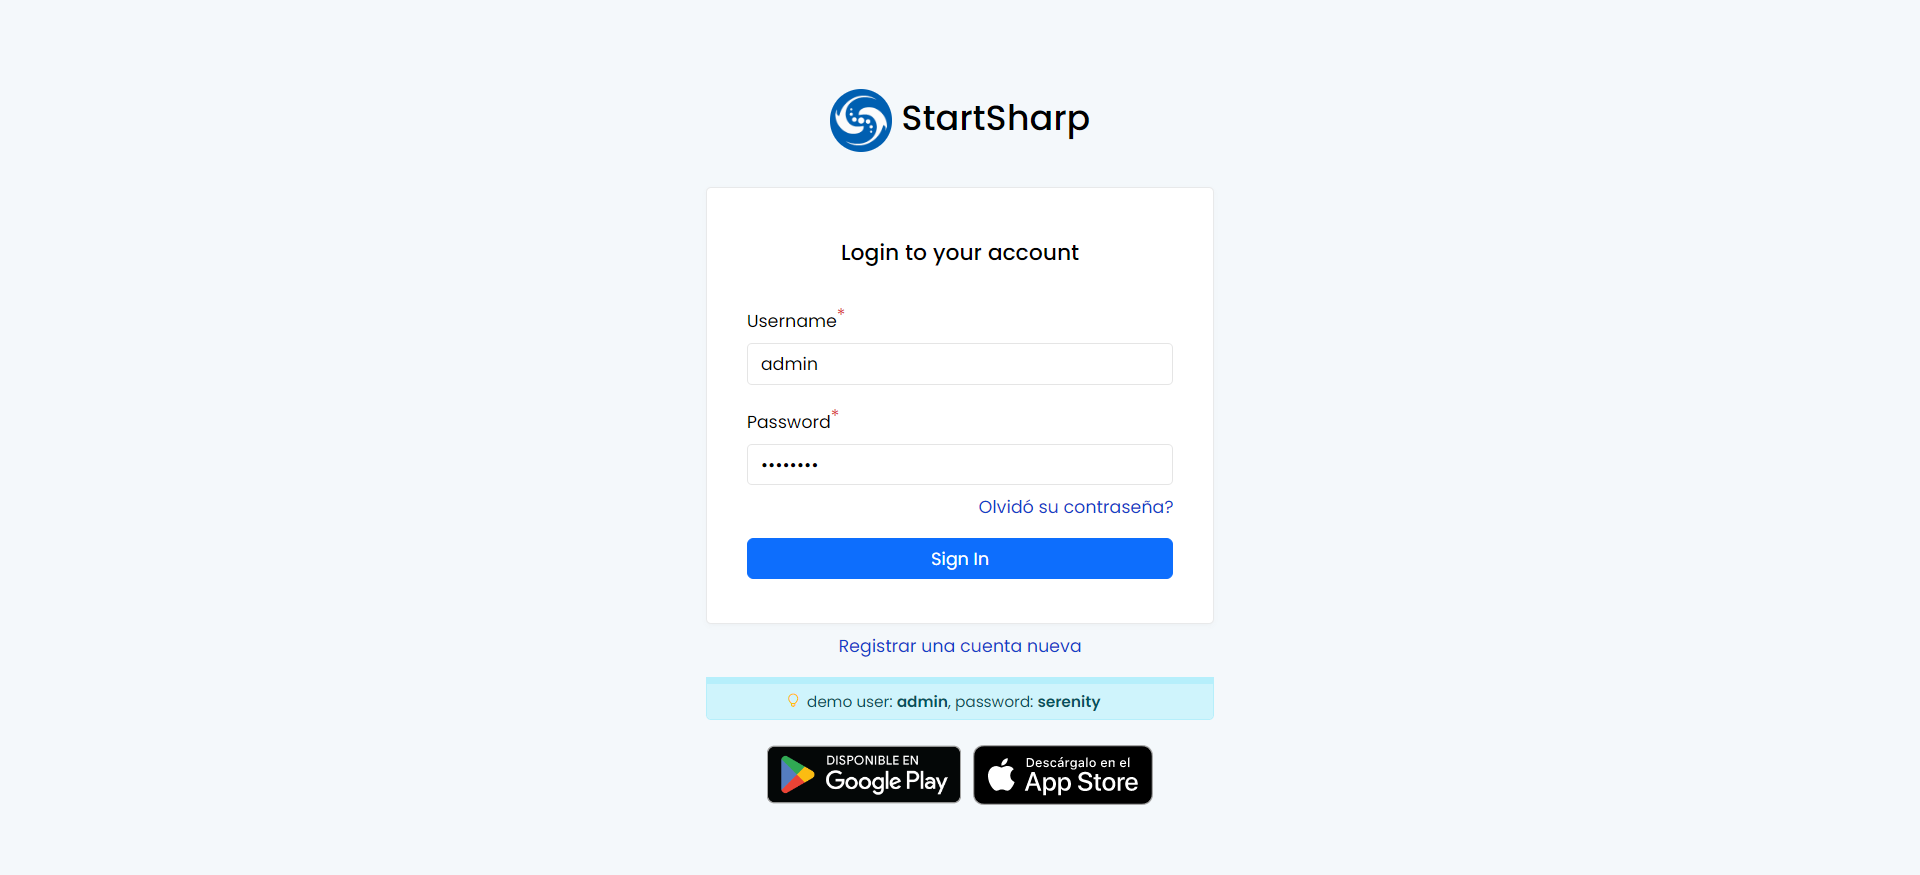 StartSharp
Login to your account
Username*
admin
Password*
••••••••
Olvidó su contraseña?
Sign In
Registrar una cuenta nueva
demo user: admin, password: serenity
DISPONIBLE EN
Google Play
Descárgalo en el
App Store